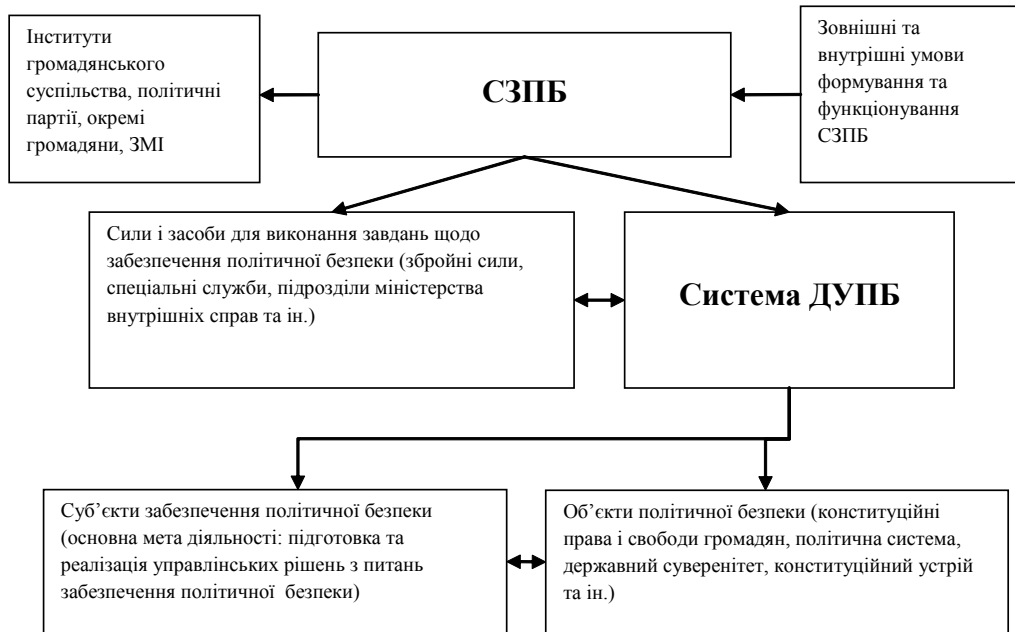 Інститути
громадянського
суспільства, політичні
партії, окремі
громадяни, ЗМІ
СЗПБ
Зовнішні та
внутрішні умови
формування та
функціонування
СЗПБ
Сили і засоби для виконання завдань щодо
забезпечення політичної безпеки (збройні сили,
спеціальні служби, підрозділи міністерства
внутрішніх справ та ін.)
Система ДУПБ
Суб’єкти забезпечення політичної безпеки
(основна мета діяльності: підготовка та
реалізація управлінських рішень з питань
забезпечення політичної безпеки)
Об’єкти політичної безпеки (конституційні
права і свободи громадян, політична система,
державний суверенітет, конституційний устрій
та ін.)